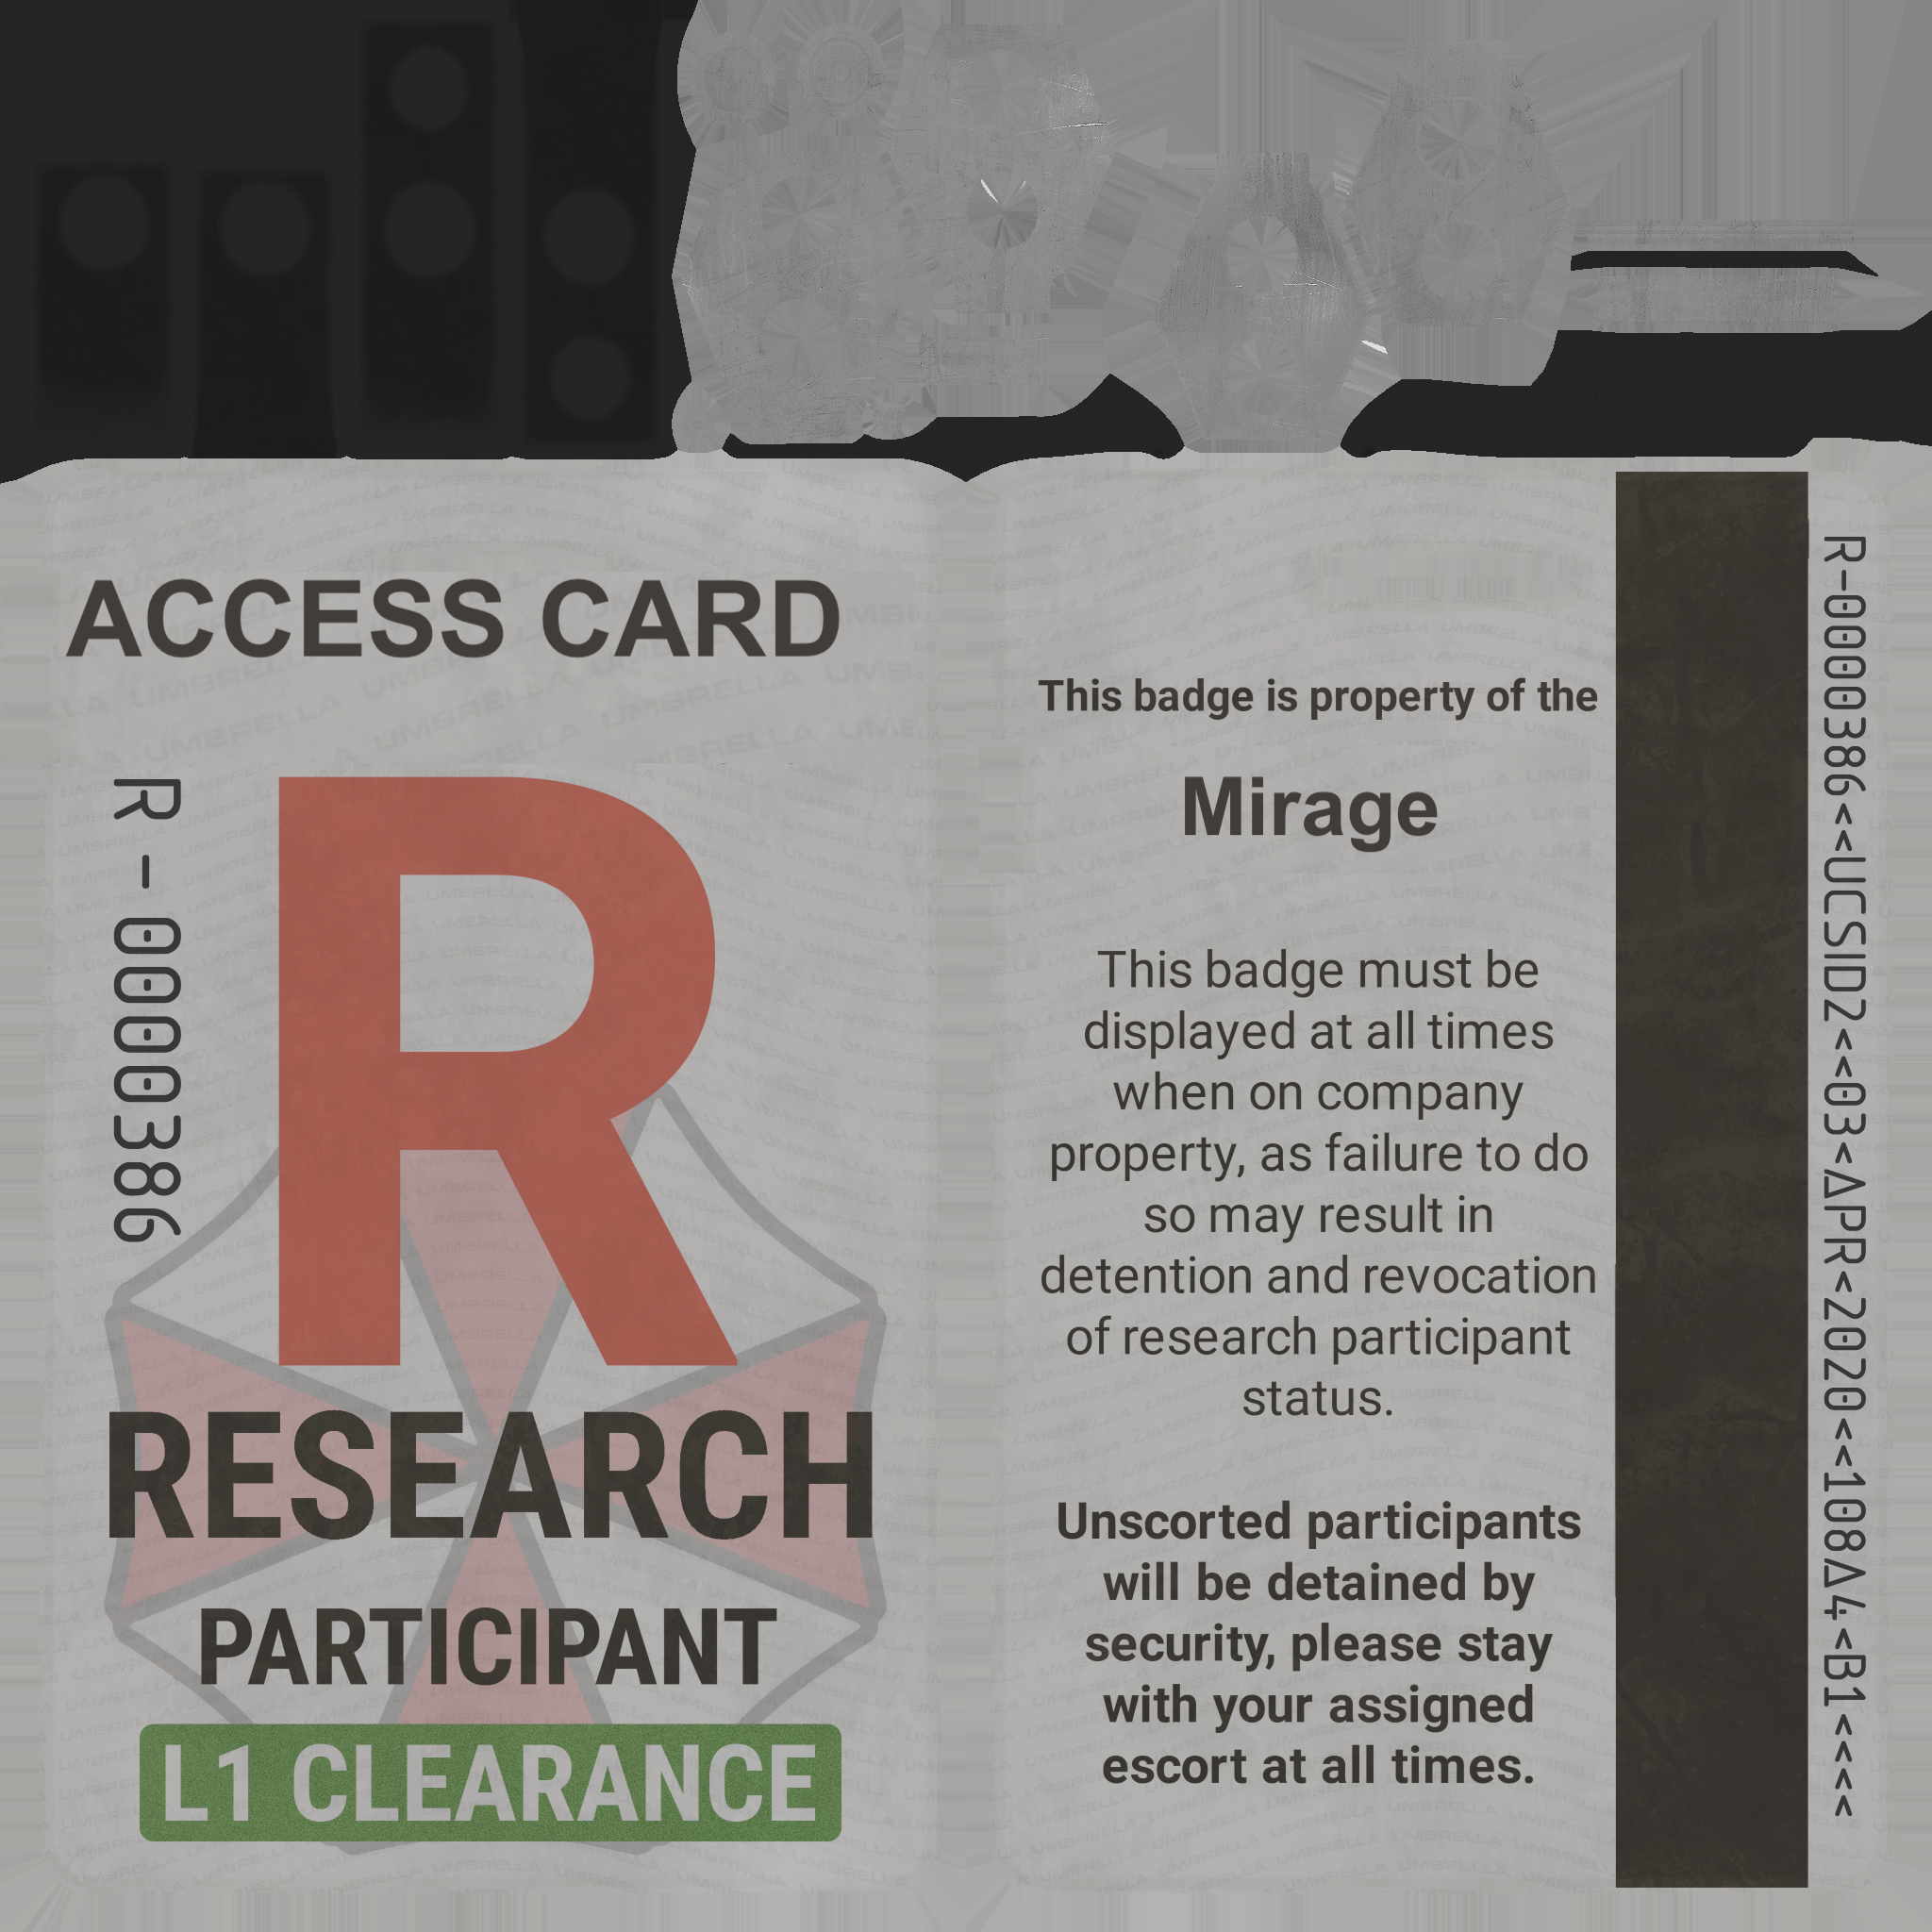 ACCESS CARD
R-0000386
R
RESEARCH
PARTICIPANT
L1 CLEARANCE
This badge is property of the
Mirage
This badge must be
displayed at all times
when on company
property, as failure to do
so may result in
detention and revocation
of research participant
status.
Unscorted participants
will be detained by
security, please stay
with your assigned
escort at all times.
R-0000386<<UCSID2<<03<APR<2020<<108A4<B1<<<<
UMBRELLA